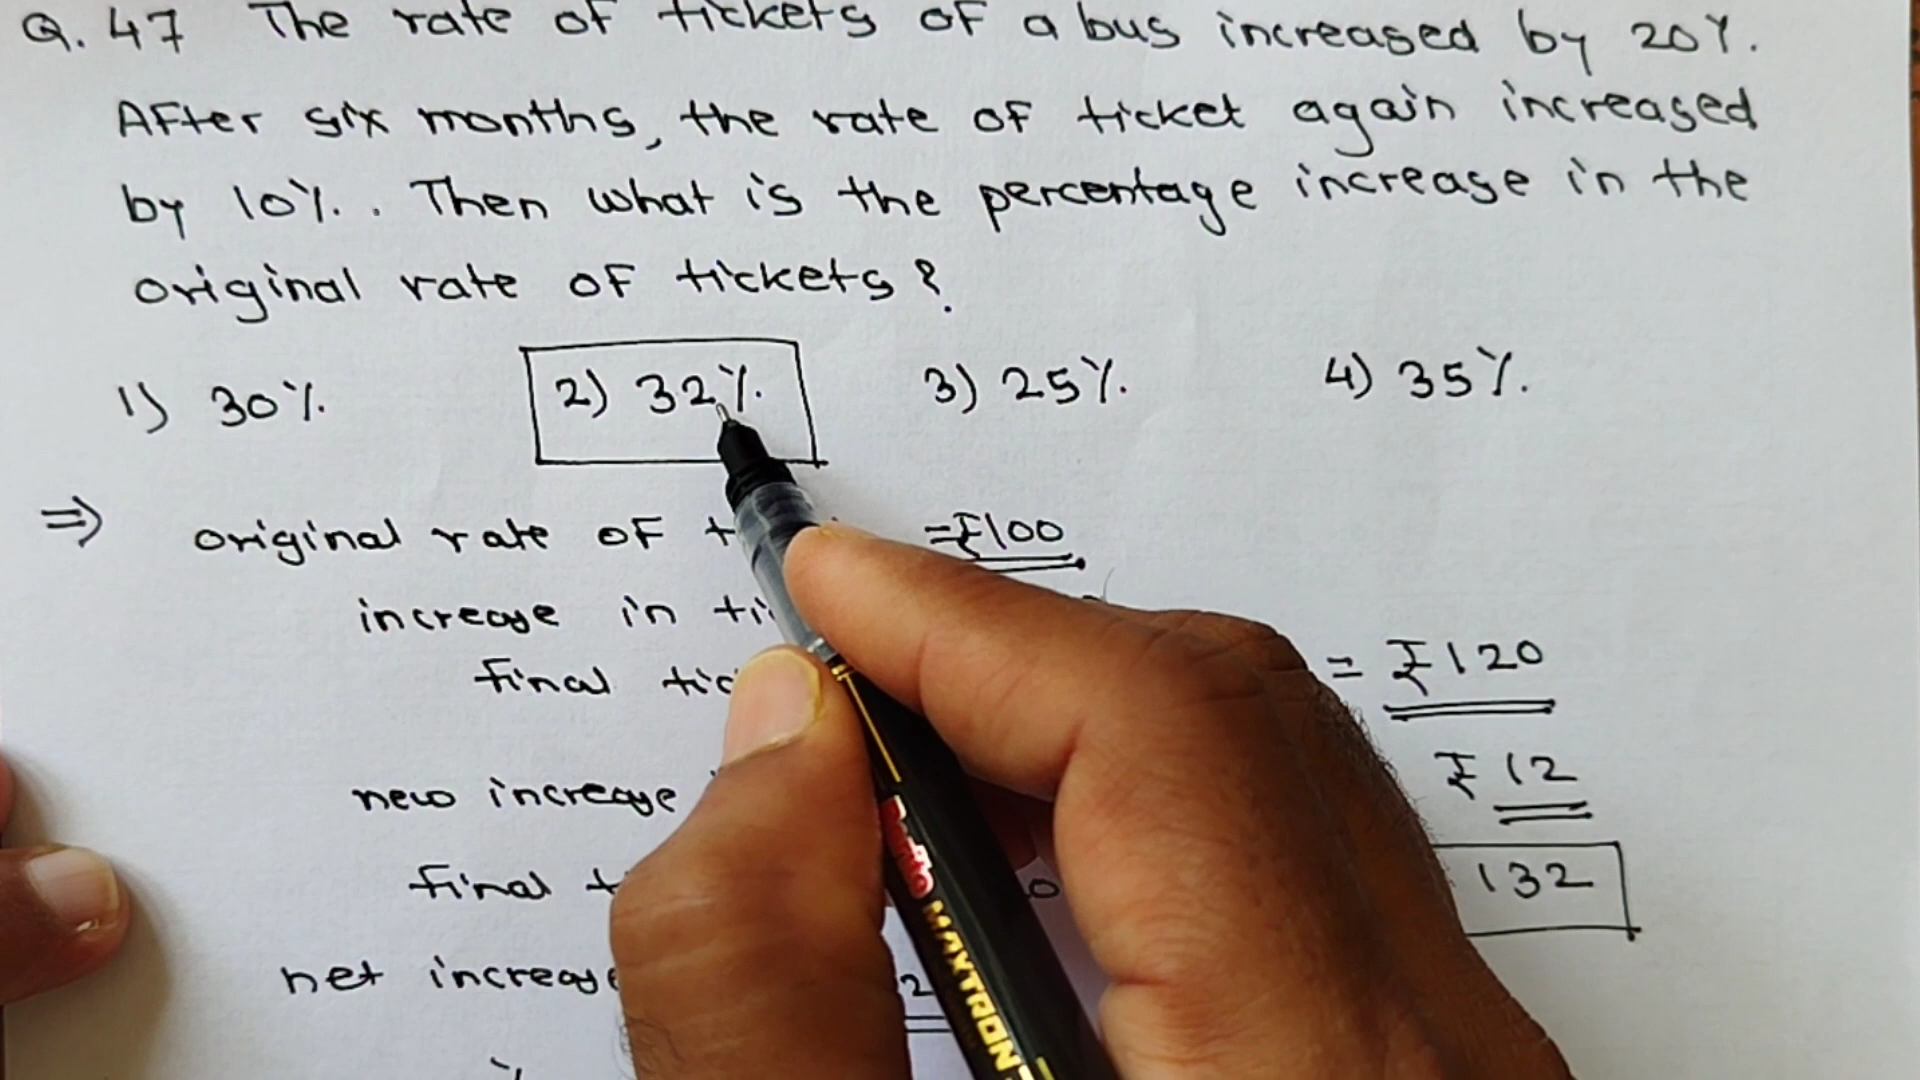 Q. 47 The rate of tickets of a bus increased by 20%.
After six months, the rate of ticket again increased
by 10%. . Then what is the percentage increase in the
original rate of tickets?
1) 30%. 2) 32%. 3) 25%. 4) 35%.
⇒ original rate of = ₹100
increase in
final = ₹120
new increase ₹12
final 132
net increase 2
MAXTRON